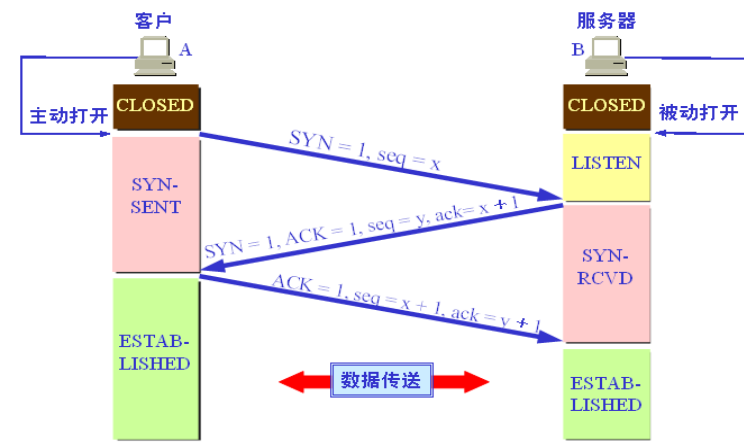 客户
服务器
A
B
CLOSED
CLOSED
主动打开
被动打开
SYN = 1, seq = x
LISTEN
SYN-
SENT
SYN = 1, ACK = 1, seq = y, ack= x + 1
SYN-
RCVD
ACK = 1, seq = x + 1, ack = y + 1
ESTAB-
LISHED
数据传送
ESTAB-
LISHED